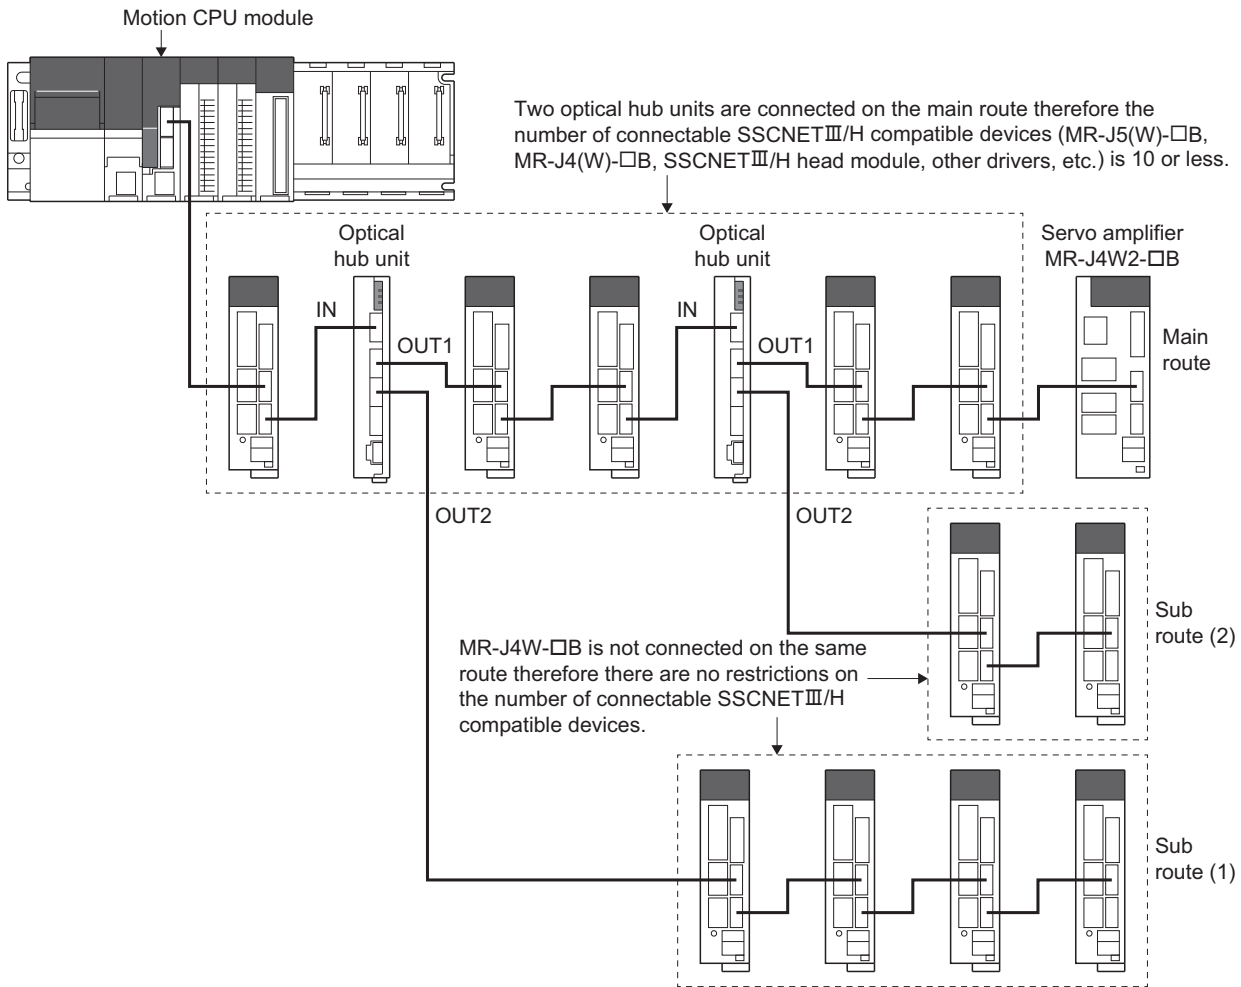 Motion CPU module
Two optical hub units are connected on the main route therefore the
number of connectable SSCNETⅢ/H compatible devices (MR-J5(W)-□B,
MR-J4(W)-□B, SSCNETⅢ/H head module, other drivers, etc.) is 10 or less.
Optical
hub unit
Optical
hub unit
Servo amplifier
MR-J4W2-□B
IN
OUT1
IN
OUT1
Main
route
OUT2
OUT2
Sub
route (2)
MR-J4W-□B is not connected on the same
route therefore there are no restrictions on
the number of connectable SSCNETⅢ/H
compatible devices.
Sub
route (1)